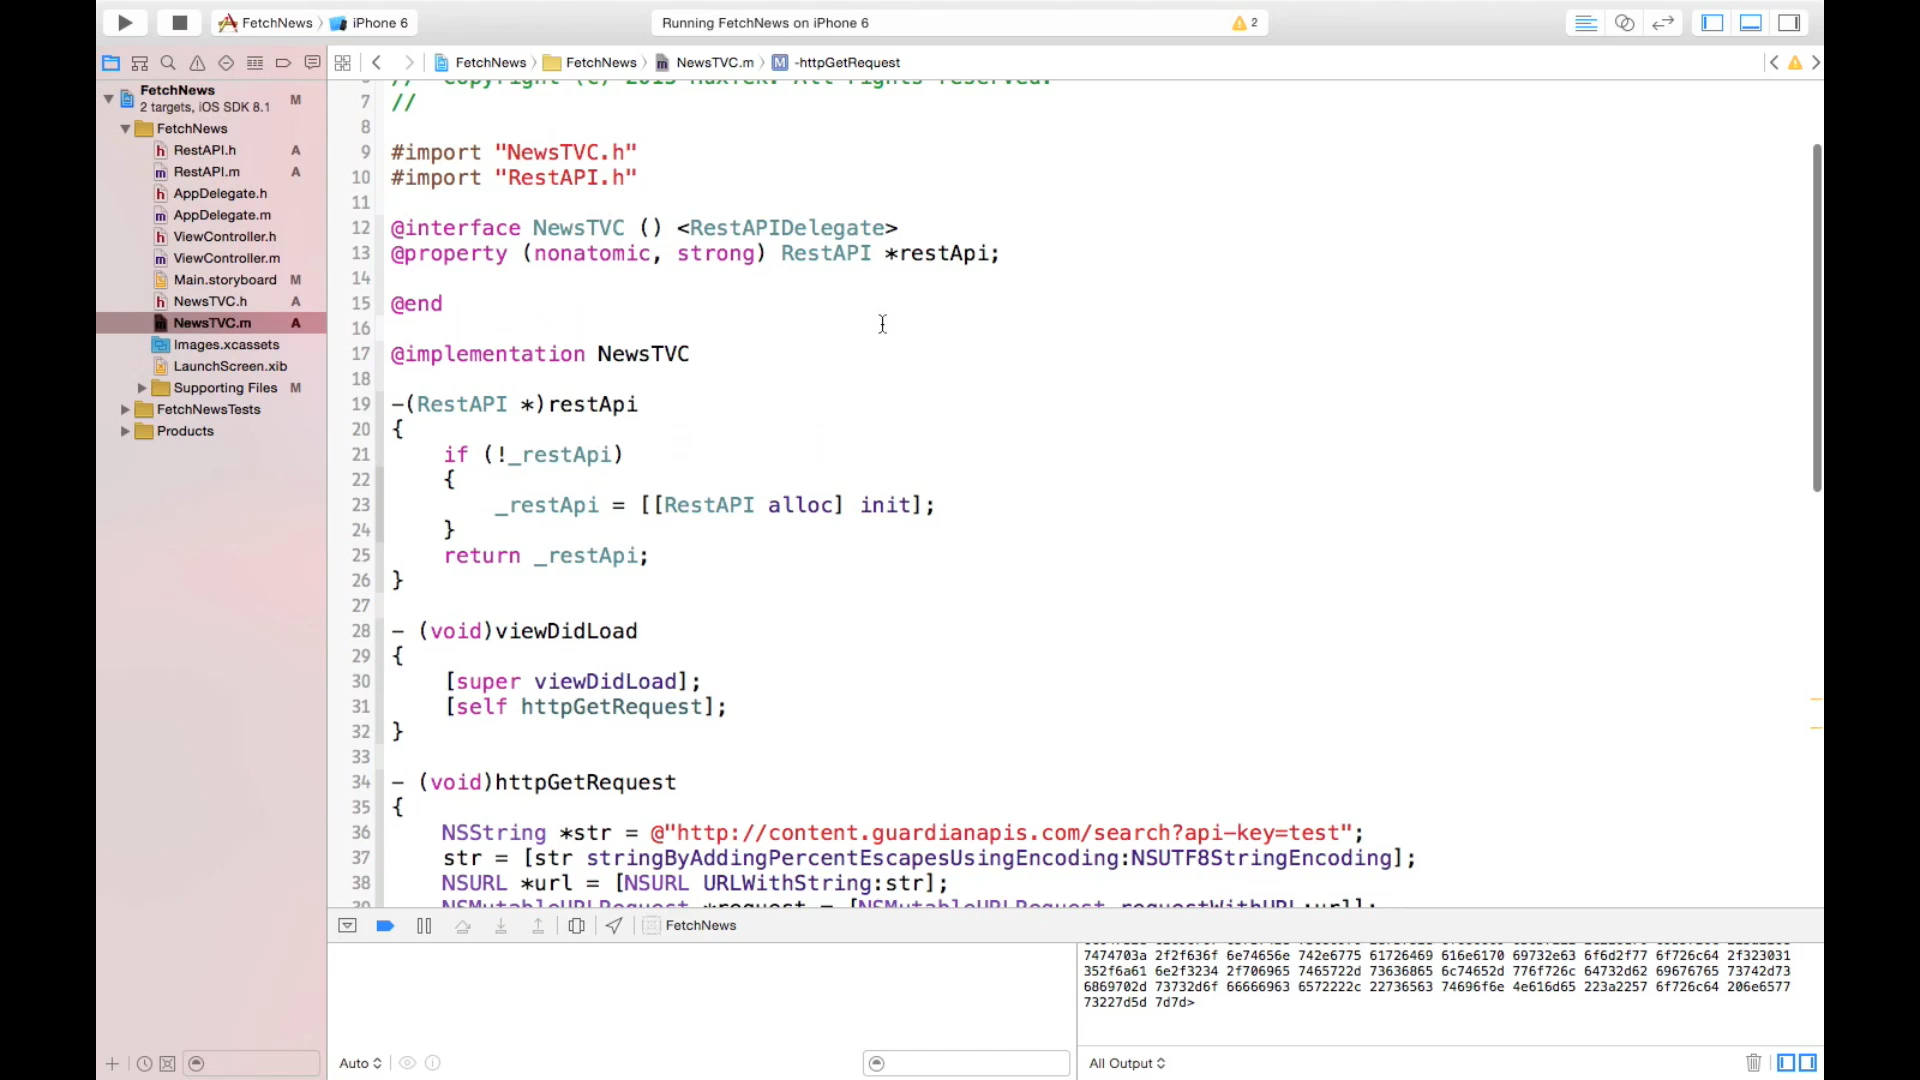 FetchNews
iPhone 6
Running FetchNews on iPhone 6
2
FetchNews
FetchNews
NewsTVC.m
M
-httpGetRequest
FetchNews
2 targets, iOS SDK 8.1
M
FetchNews
RestAPI.h
A
RestAPI.m
A
AppDelegate.h
AppDelegate.m
ViewController.h
ViewController.m
Main.storyboard
M
NewsTVC.h
A
NewsTVC.m
A
Images.xcassets
LaunchScreen.xib
Supporting Files
M
FetchNewsTests
Products
7 //
8
9 #import "NewsTVC.h"
10 #import "RestAPI.h"
11
12 @interface NewsTVC () <RestAPIDelegate>
13 @property (nonatomic, strong) RestAPI *restApi;
14
15 @end
16
17 @implementation NewsTVC
18
19 -(RestAPI *)restApi
20 {
21 if (!_restApi)
22 {
23 _restApi = [[RestAPI alloc] init];
24 }
25 return _restApi;
26 }
27
28 - (void)viewDidLoad
29 {
30 [super viewDidLoad];
31 [self httpGetRequest];
32 }
33
34 - (void)httpGetRequest
35 {
36 NSString *str = @"http://content.guardianapis.com/search?api-key=test";
37 str = [str stringByAddingPercentEscapesUsingEncoding:NSUTF8StringEncoding];
38 NSURL *url = [NSURL URLWithString:str];
NSMutableURLRequest *request = [NSMutableURLRequest requestWithURL:url];
FetchNews
7474703a 2f2f636f 6e74656e 742e6775 61726469 616e6170 69732e63 6f6d2f77 6f726c64 2f323031
352f6a61 6e2f3234 2f706965 7465722d 73636865 6c74652d 776f726c 64732d62 69676765 73742d73
6869702d 73732d6f 66666963 6572222c 22736563 74696f6e 4e616d65 223a2257 6f726c64 206e6577
73227d5d 7d7d>
Auto
All Output